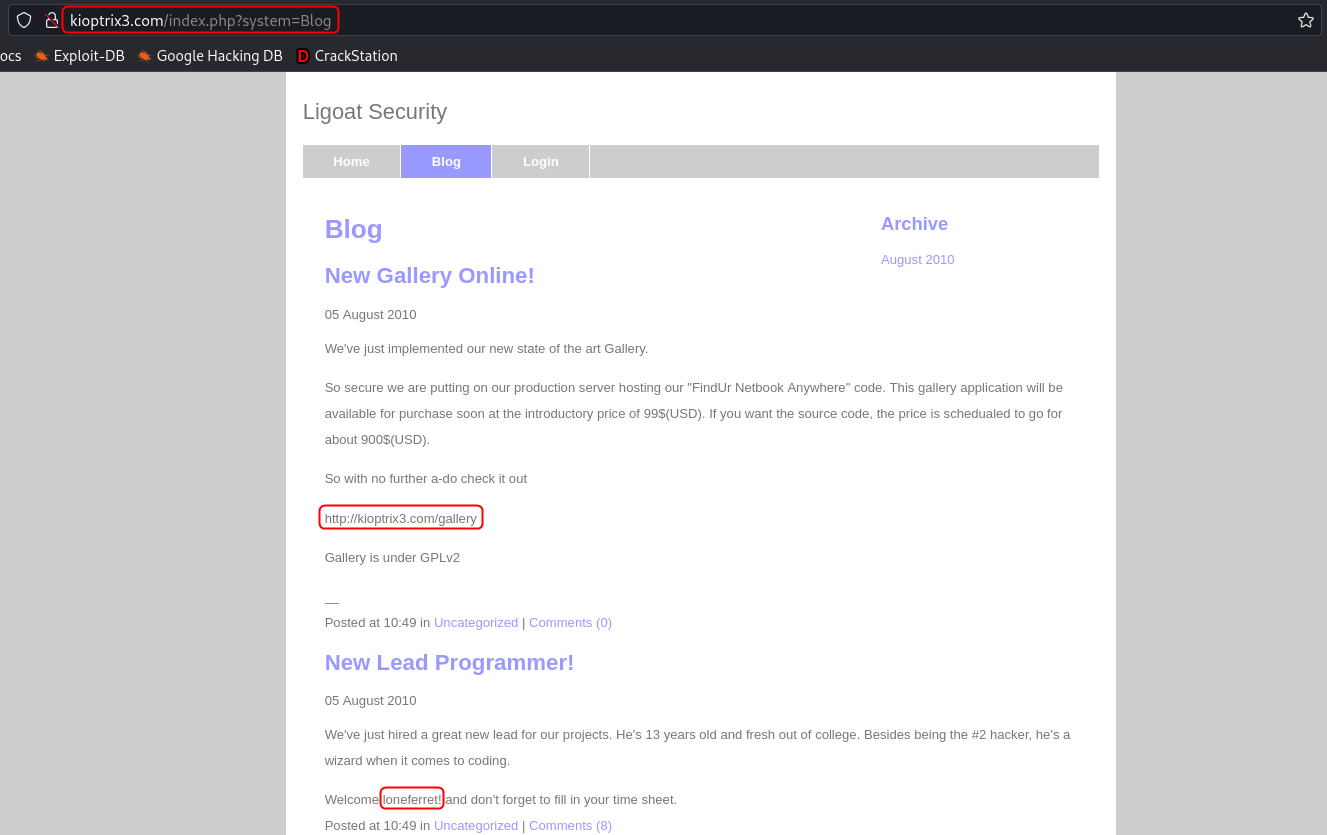 kioptrix3.com/index.php?system=Blog
ocs Exploit-DB Google Hacking DB CrackStation
Ligoat Security
Home Blog Login
Blog
Archive
August 2010
New Gallery Online!
05 August 2010
We've just implemented our new state of the art Gallery.
So secure we are putting on our production server hosting our "FindUr Netbook Anywhere" code. This gallery application will be
available for purchase soon at the introductory price of 99$(USD). If you want the source code, the price is schedualed to go for
about 900$(USD).
So with no further a-do check it out
http://kioptrix3.com/gallery
Gallery is under GPLv2
—
Posted at 10:49 in Uncategorized | Comments (0)
New Lead Programmer!
05 August 2010
We've just hired a great new lead for our projects. He's 13 years old and fresh out of college. Besides being the #2 hacker, he's a
wizard when it comes to coding.
Welcome loneferret! and don't forget to fill in your time sheet.
Posted at 10:49 in Uncategorized | Comments (8)